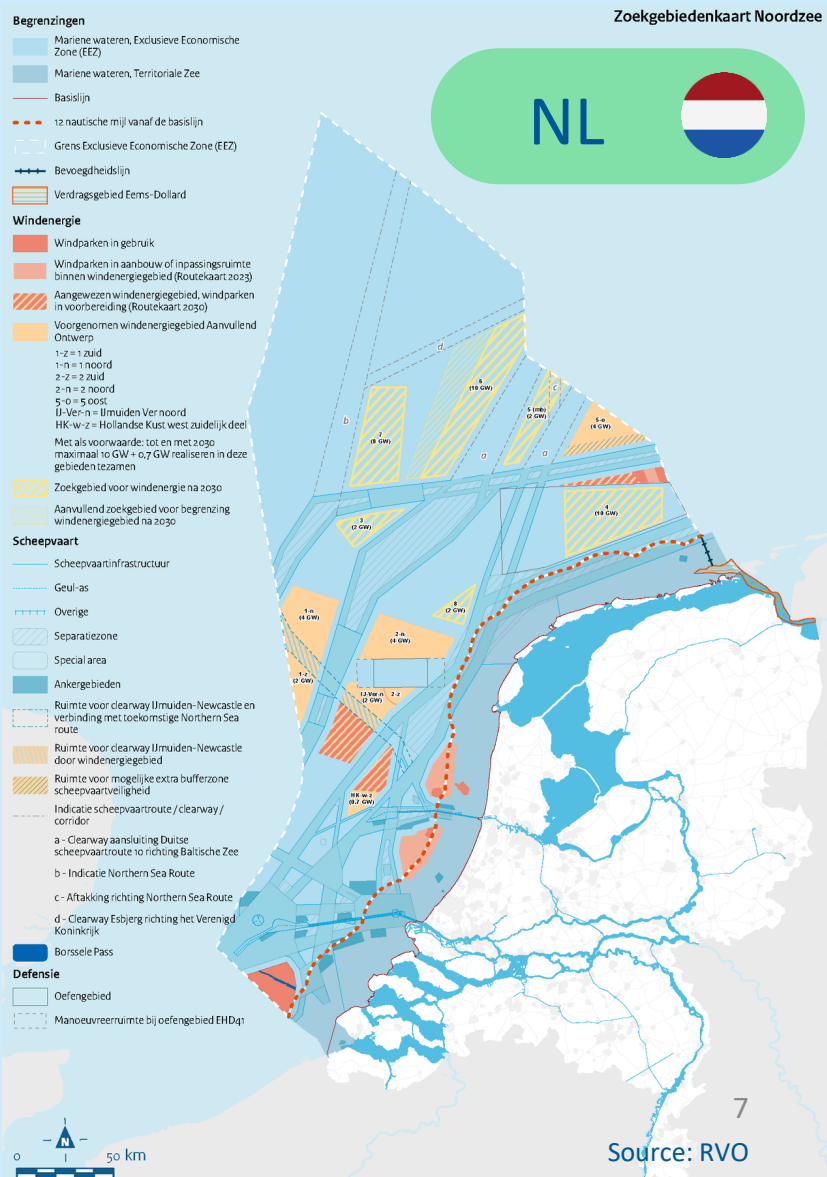 Zoekgebiedenkaart Noordzee
NL
Begrenzingen
Mariene wateren, Exclusieve Economische
Zone (EEZ)
Mariene wateren, Territoriale Zee
Basislijn
12 nautische mijl vanaf de basislijn
Grens Exclusieve Economische Zone (EEZ)
Bevoegdheidslijn
Verdragsgebied Eems-Dollard
Windenergie
Windparken in gebruik
Windparken in aanbouw of inpassingsruimte
binnen windenergiegebied (Routekaart 2023)
Aangewezen windenergiegebied, windparken
in voorbereiding (Routekaart 2030)
Voorgenomen windenergiegebied Aanvullend
Ontwerp
1-z = 1 zuid
1-n = 1 noord
2-z = 2 zuid
2-n = 2 noord
5-o = 5 oost
IJ-Ver-n = IJmuiden Ver noord
HK-w-z = Hollandse Kust west zuidelijk deel
Met als voorwaarde: tot en met 2030
maximaal 10 GW + 0,7 GW realiseren in deze
gebieden tezamen
Zoekgebied voor windenergie na 2030
Aanvullend zoekgebied voor begrenzing
windenergiegebied na 2030
Scheepvaart
Scheepvaartinfrastructuur
Geul-as
Overige
Separatiezone
Special area
Ankergebieden
Ruimte voor clearway IJmuiden-Newcastle en
verbinding met toekomstige Northern Sea
route
Ruimte voor clearway IJmuiden-Newcastle
door windenergiegebied
Ruimte voor mogelijke extra bufferzone
scheepvaartveiligheid
Indicatie scheepvaartroute / clearway /
corridor
a - Clearway aansluiting Duitse
scheepvaartroute 10 richting Baltische Zee
b - Indicatie Northern Sea Route
c - Aftakking richting Northern Sea Route
d - Clearway Esbjerg richting het Verenigd
Koninkrijk
Borssele Pass
Defensie
Oefengebied
Manoeuvreerruimte bij oefengebied EHD41
N
0 50 km
d
6
(10 GW)
c
b
7
(8 GW)
5 (mb)
(2 GW)
5-o
(4 GW)
a
a
3
(2 GW)
4
(10 GW)
8
(2 GW)
1-n
(4 GW)
2-n
(4 GW)
1-z
(2 GW)
IJ-Ver-n
(2 GW)
2-z
HK-w-z
(0.7 GW)
7
Source: RVO